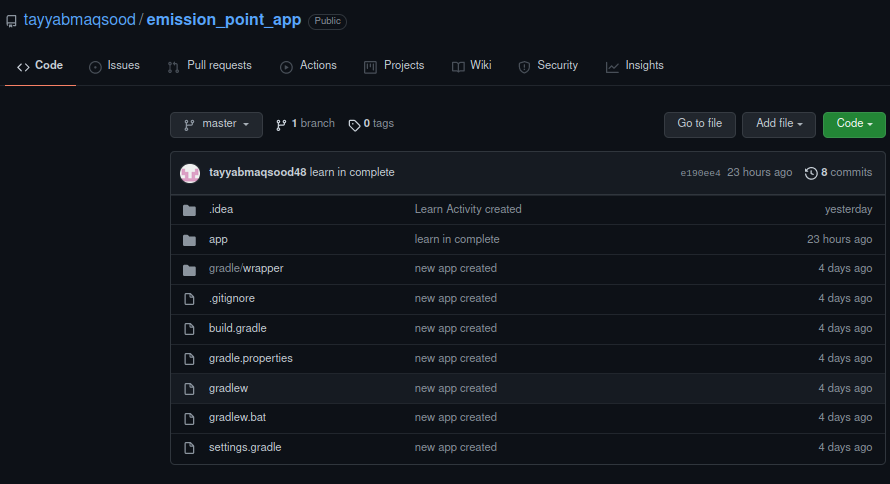 tayyabmaqsood / emission_point_app Public
Code Issues Pull requests Actions Projects Wiki Security Insights
master 1 branch 0 tags Go to file Add file Code
tayyabmaqsood48 learn in complete e190ee4 23 hours ago 8 commits
.idea Learn Activity created yesterday
app learn in complete 23 hours ago
gradle/wrapper new app created 4 days ago
.gitignore new app created 4 days ago
build.gradle new app created 4 days ago
gradle.properties new app created 4 days ago
gradlew new app created 4 days ago
gradlew.bat new app created 4 days ago
settings.gradle new app created 4 days ago